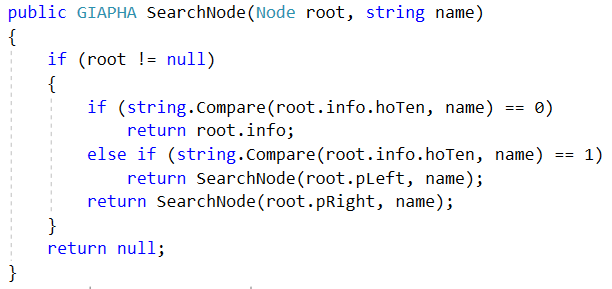 public GIAPHA SearchNode(Node root, string name)
{
    if (root != null)
    {
        if (string.Compare(root.info.hoTen, name) == 0)
            return root.info;
        else if (string.Compare(root.info.hoTen, name) == 1)
            return SearchNode(root.pLeft, name);
        return SearchNode(root.pRight, name);
    }
    return null;
}